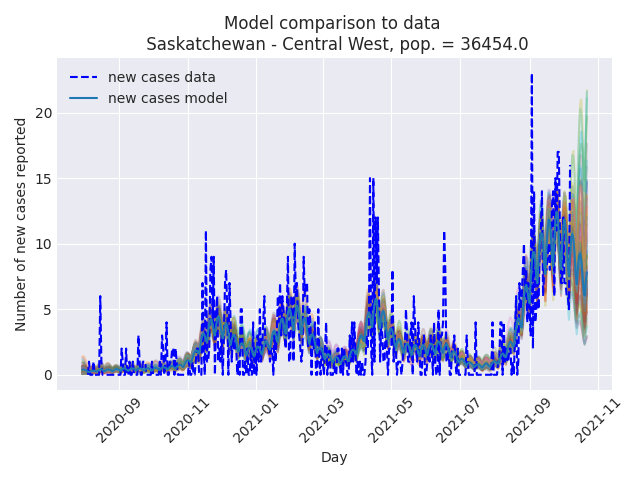 Model comparison to data
Saskatchewan - Central West, pop. = 36454.0
new cases data
new cases model
Number of new cases reported
20
15
10
5
0
2020-09
2020-11
2021-01
2021-03
2021-05
2021-07
2021-09
2021-11
Day